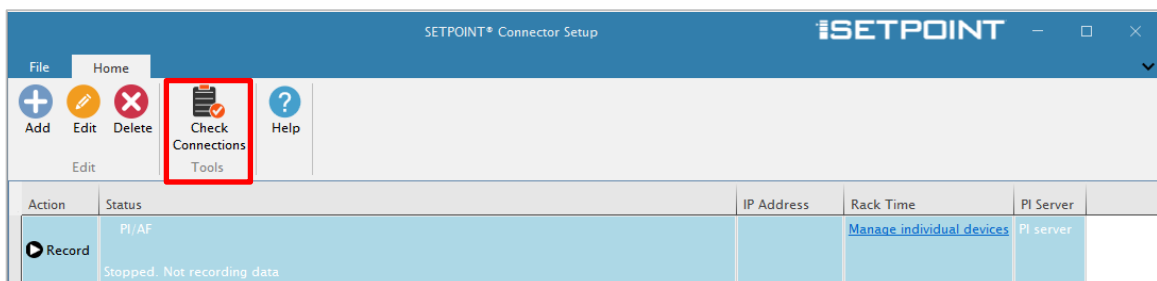 SETPOINT® Connector Setup
SETPOINT
File Home
Add Edit Delete Check Connections Help
Edit Tools
Action Status IP Address Rack Time PI Server
PI/AF Manage individual devices PI server
Record
Stopped. Not recording data